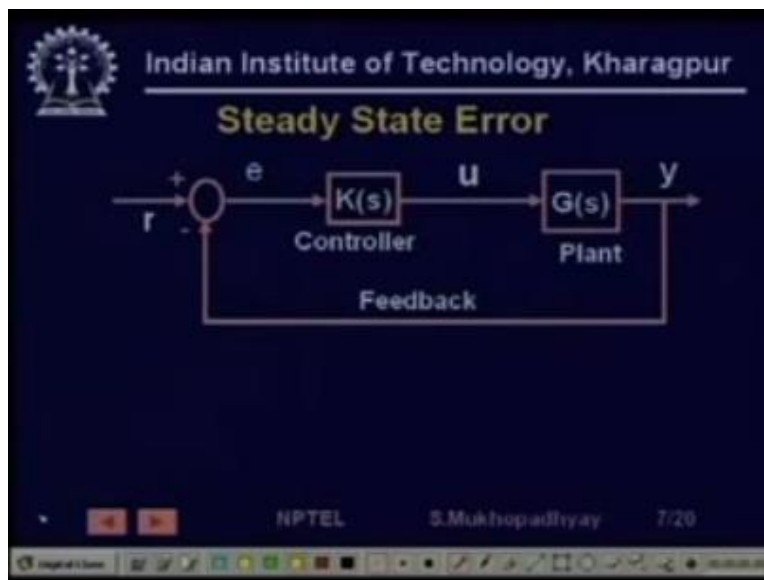 Indian Institute of Technology, Kharagpur
Steady State Error
+ e u y
r - K(s) G(s)
Controller Plant
Feedback
NPTEL S.Mukhopadhyay 7/20